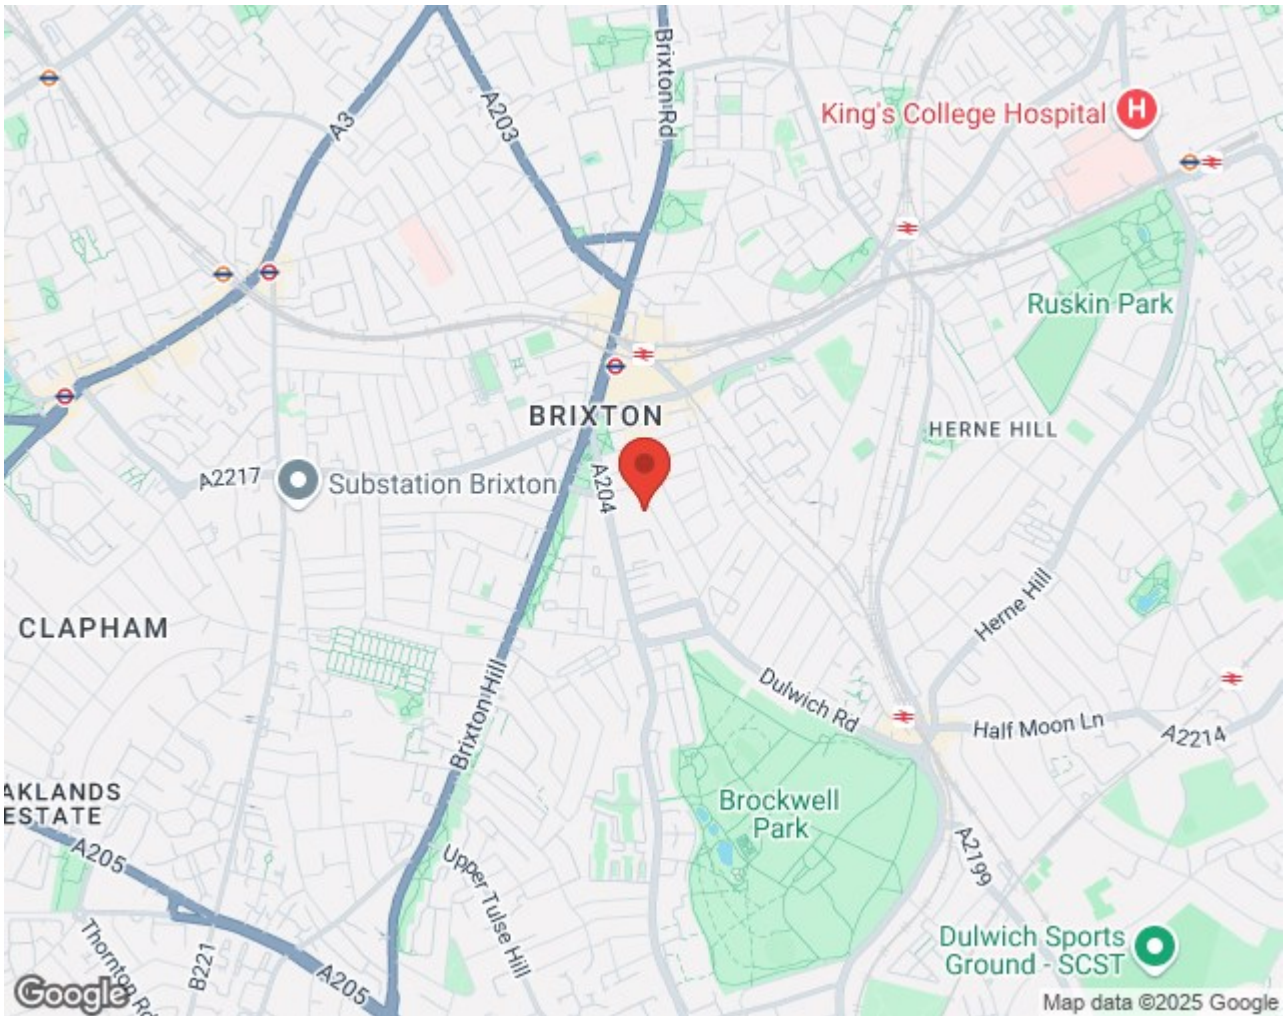 Brixton Rd
A3
A203
King's College Hospital
H
Ruskin Park
BRIXTON
HERNE HILL
A2217
Substation Brixton
A204
CLAPHAM
Herne Hill
Brixton Hill
Dulwich Rd
Half Moon Ln
A2214
AKLANDS
ESTATE
Brockwell
Park
A205
Upper Tulse Hill
A2199
Thornton Rd
B221
A205
Dulwich Sports
Ground - SCST
Google
Map data ©2025 Google